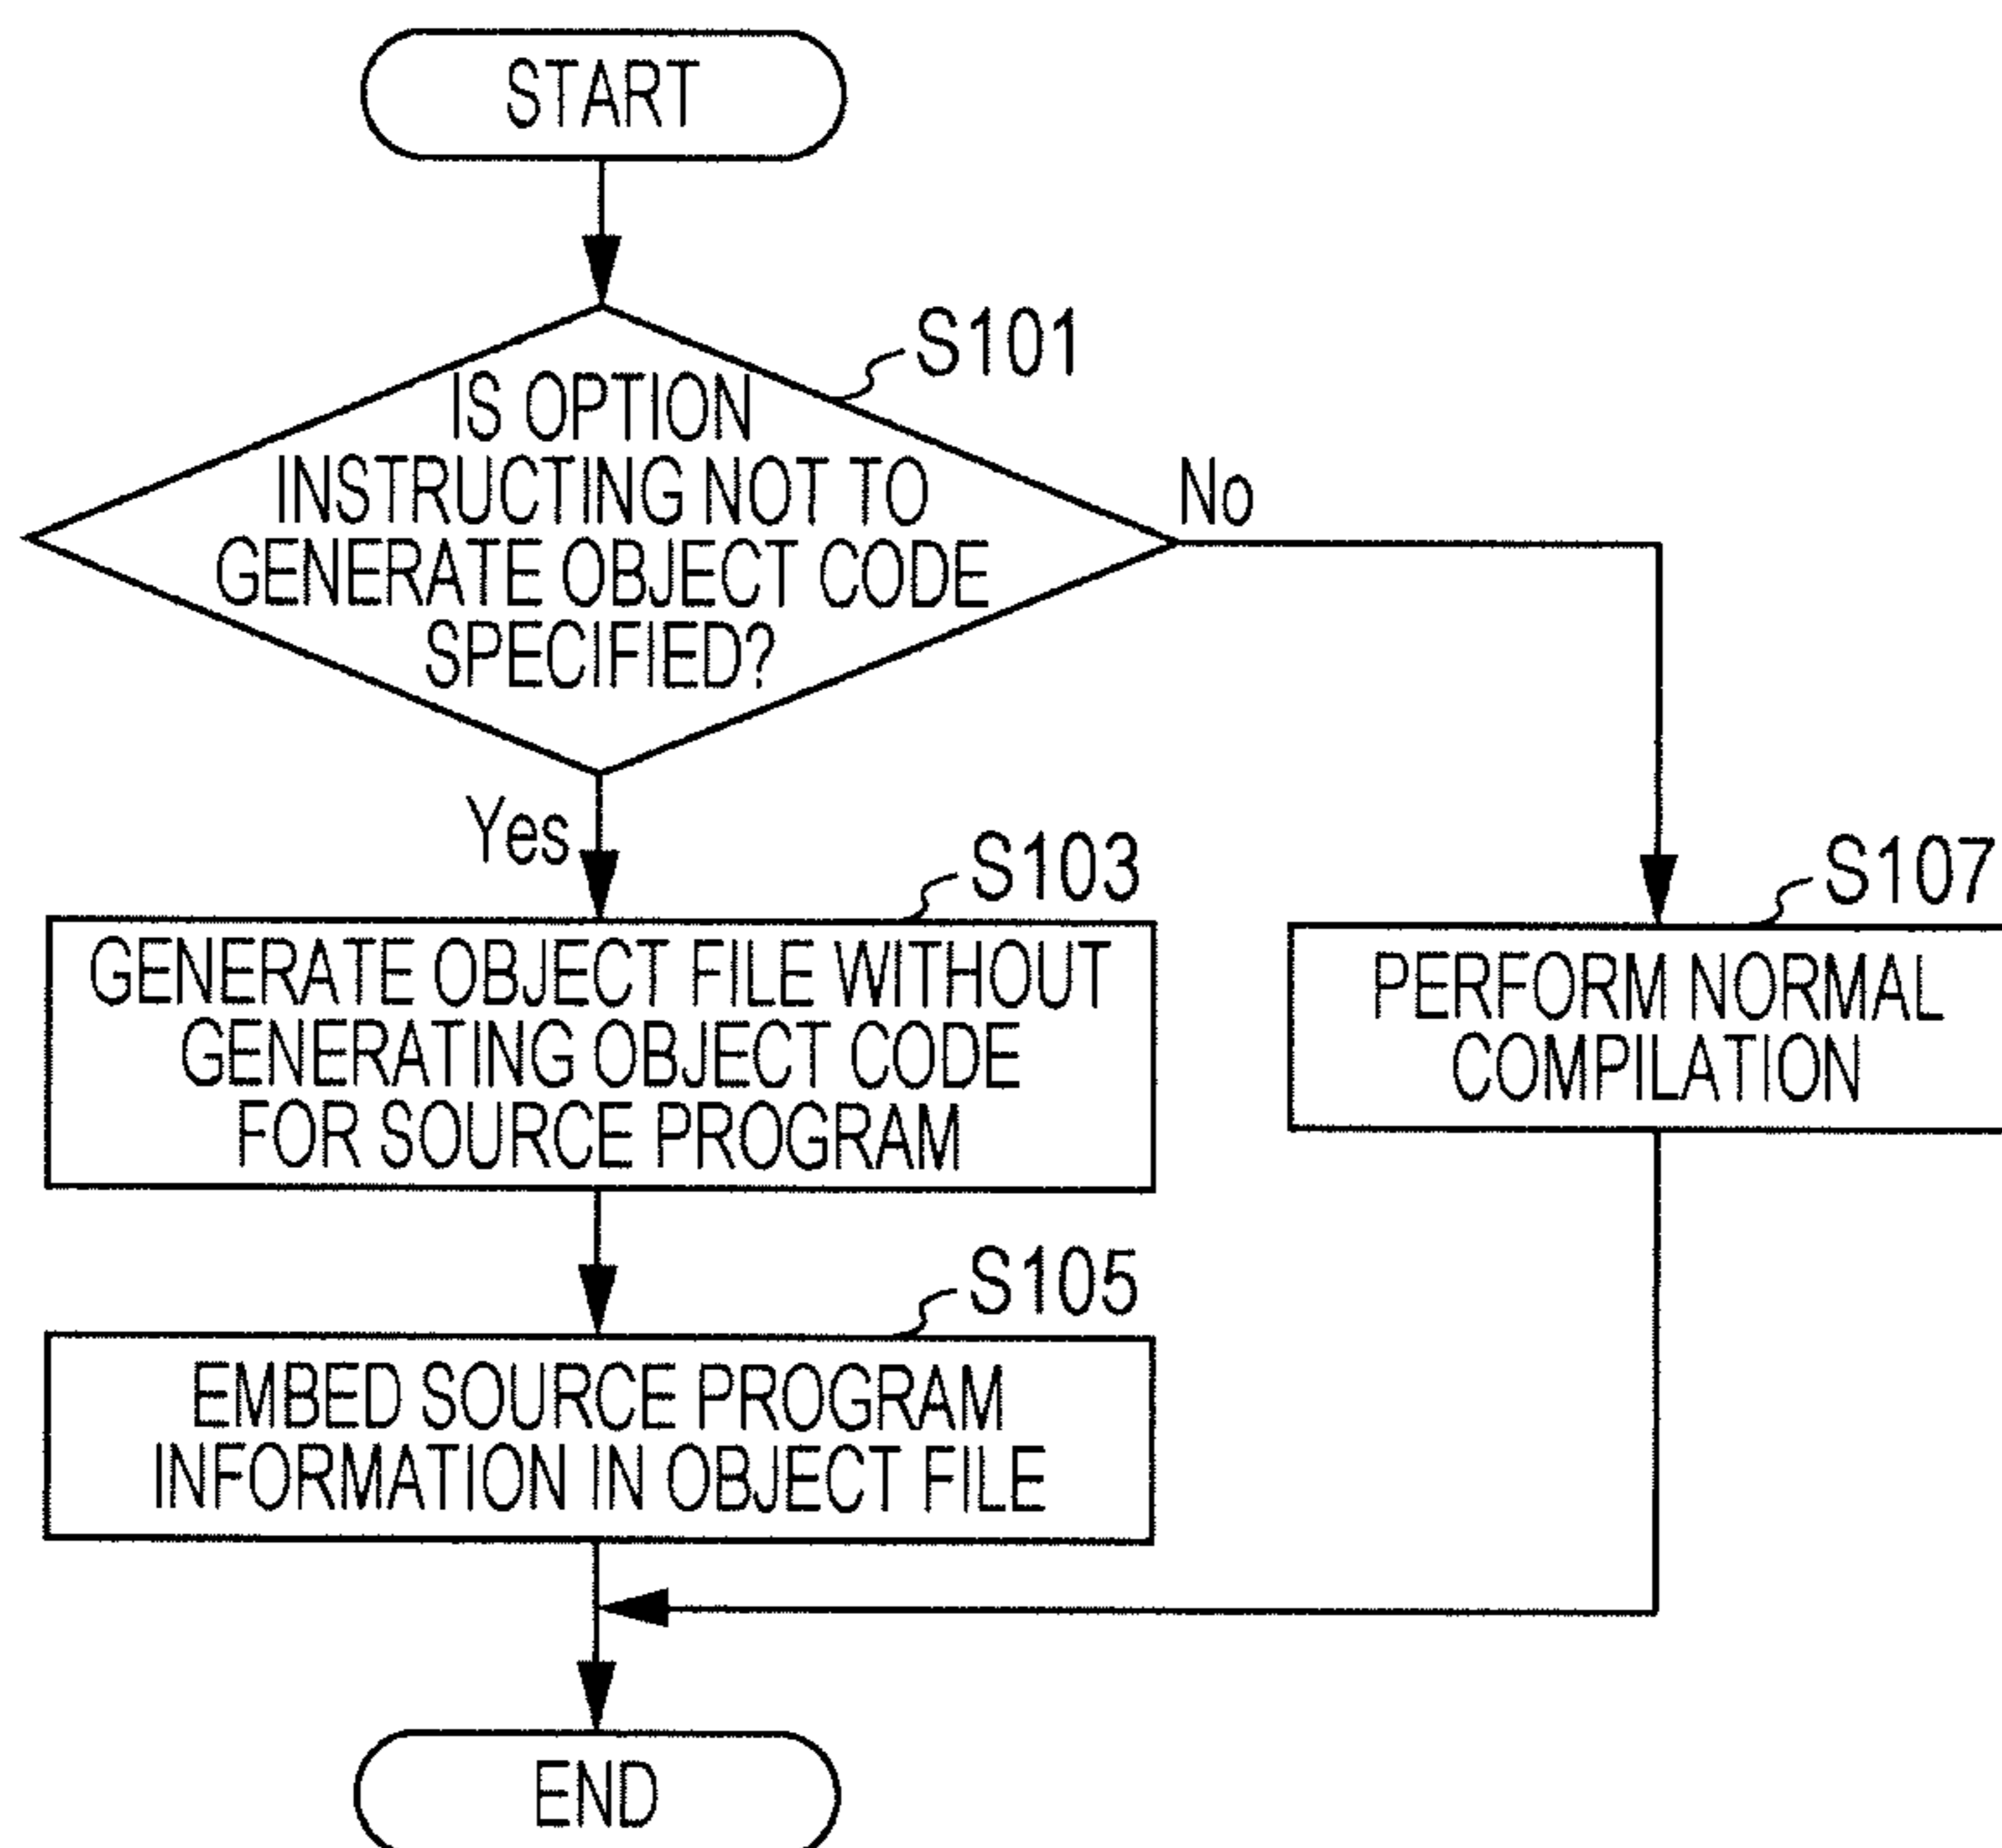 START
S101
IS OPTION
INSTRUCTING NOT TO
GENERATE OBJECT CODE
SPECIFIED?
No
Yes
S103
GENERATE OBJECT FILE WITHOUT
GENERATING OBJECT CODE
FOR SOURCE PROGRAM
S107
PERFORM NORMAL
COMPILATION
S105
EMBED SOURCE PROGRAM
INFORMATION IN OBJECT FILE
END